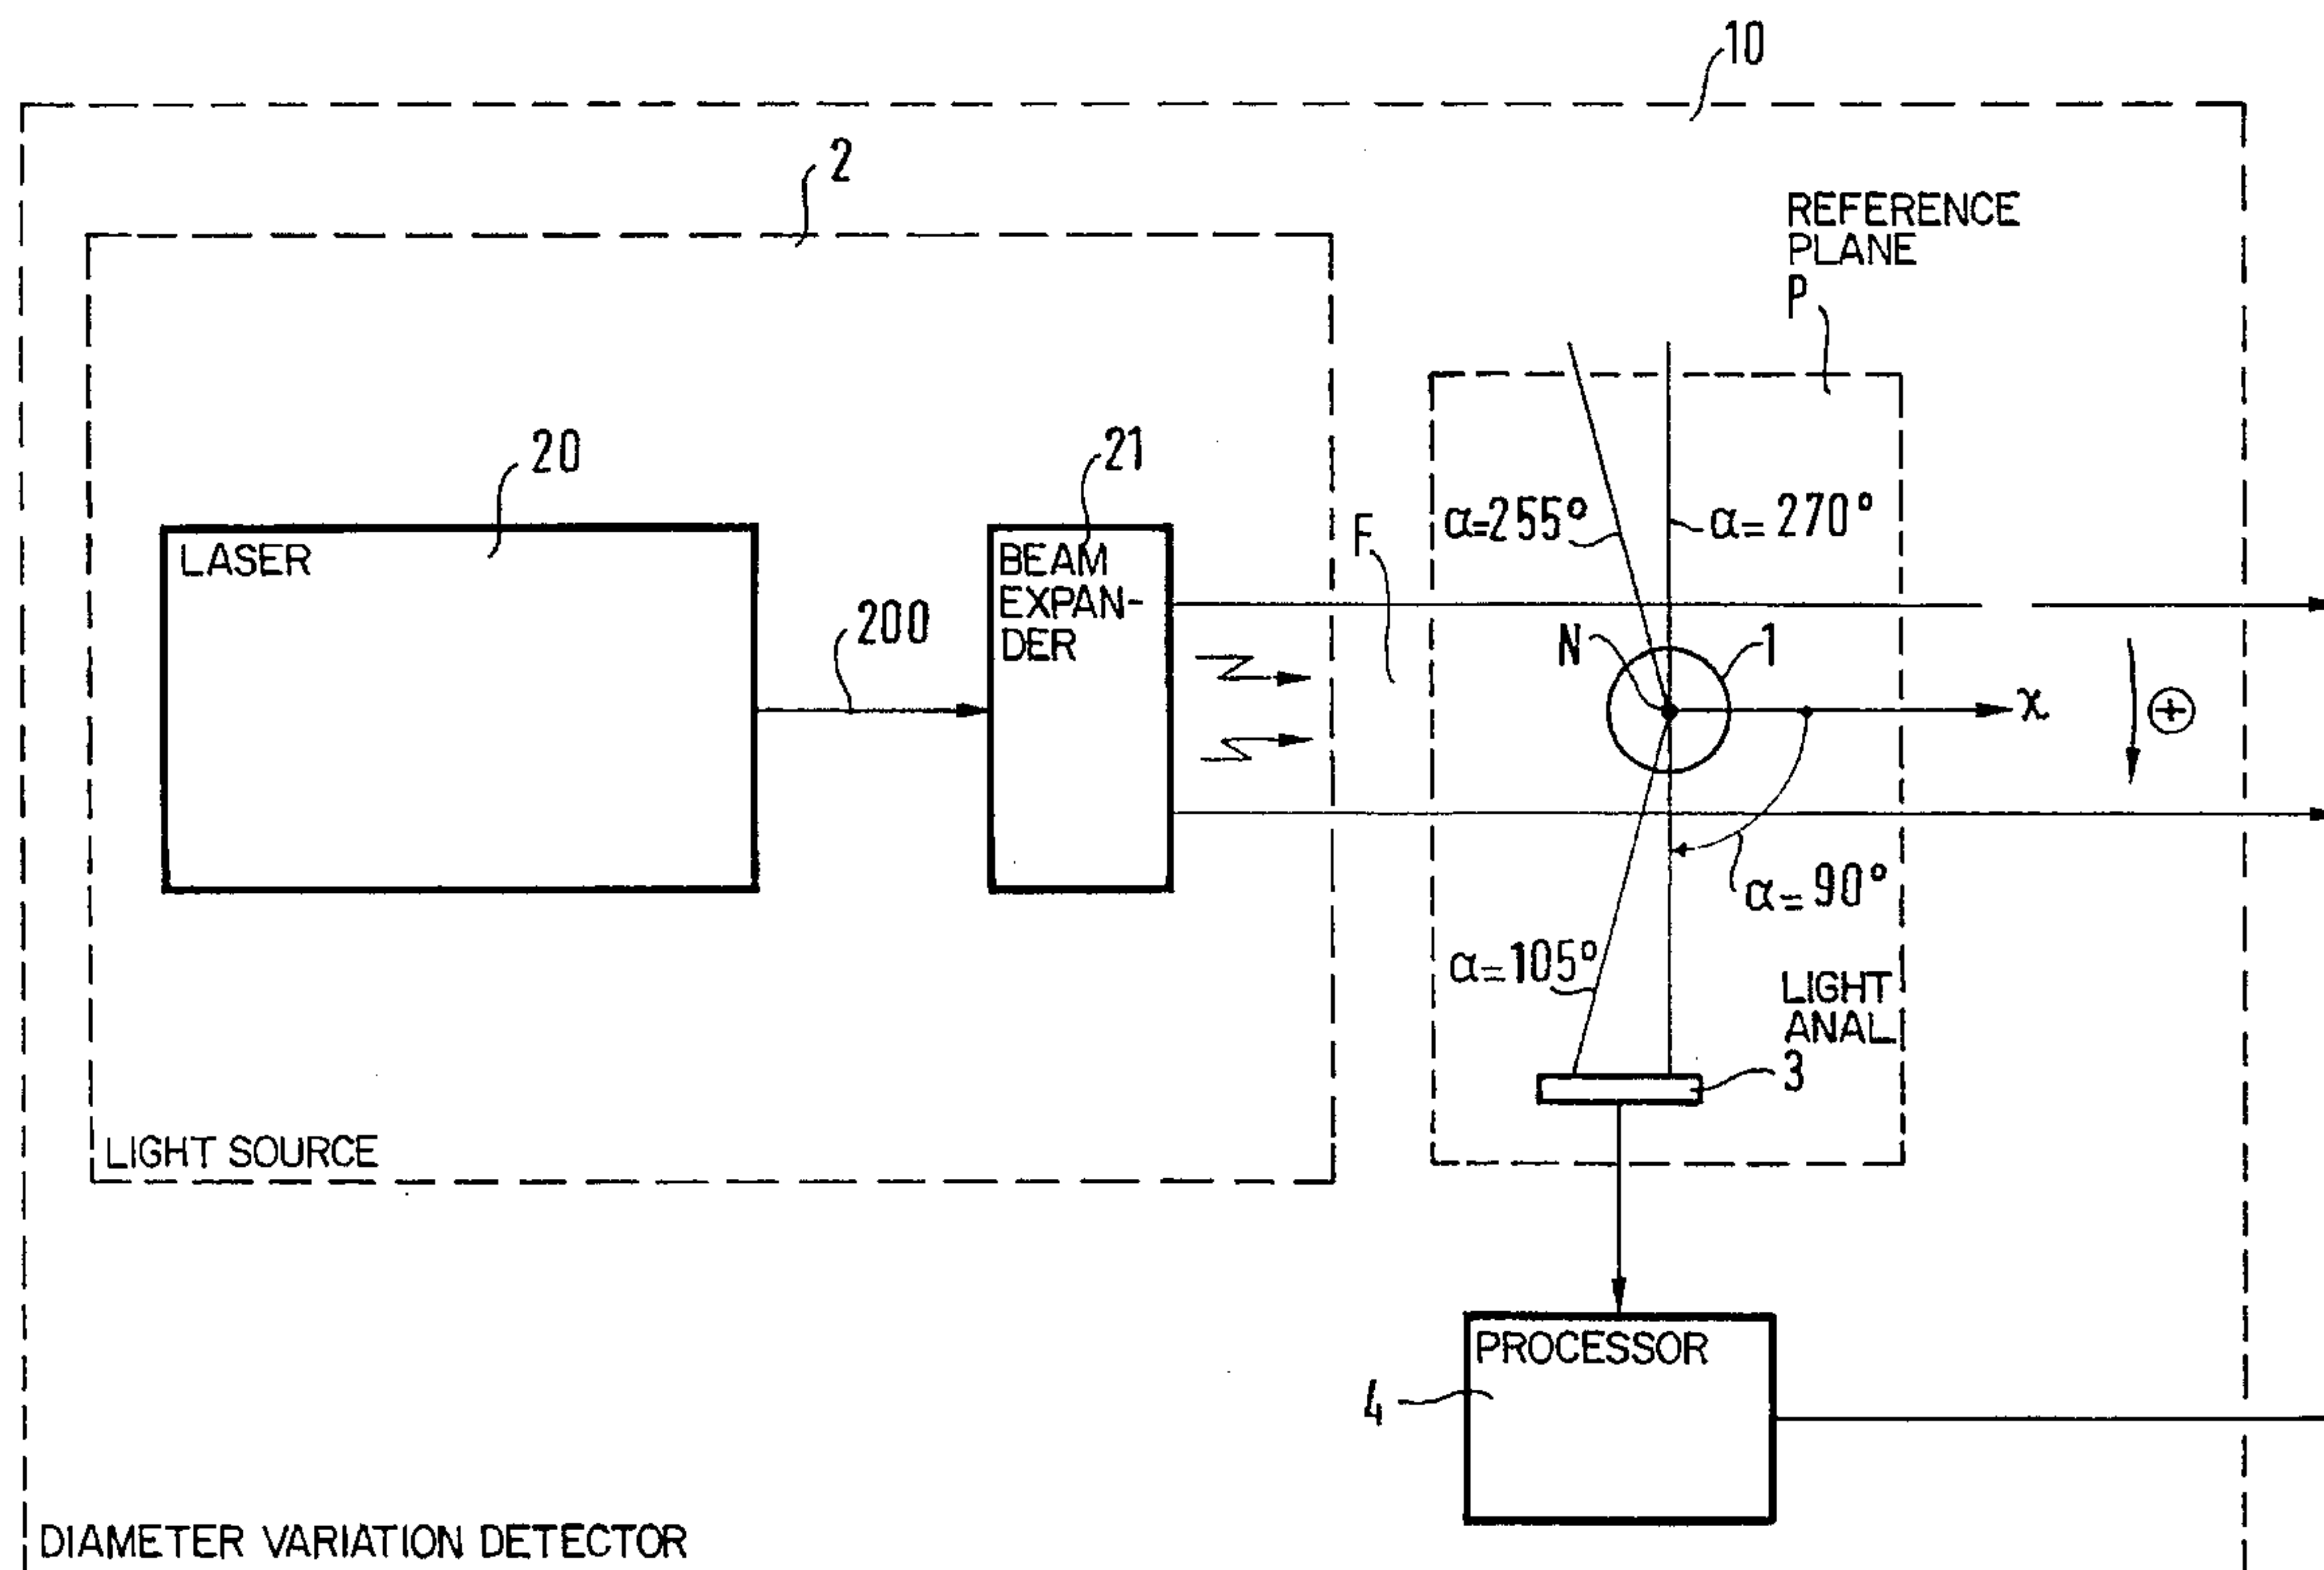 10
2
REFERENCE
PLANE
P
20
21
F
α=255°
α=270°
LASER
BEAM
EXPAN-
DER
200
N
1
x
+
α=90°
α=105°
LIGHT
ANAL
3
LIGHT SOURCE
PROCESSOR
4
DIAMETER VARIATION DETECTOR